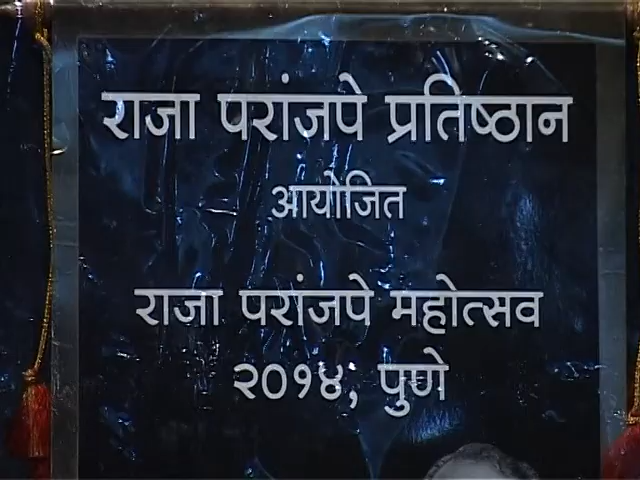 राजा परांजपे प्रतिष्ठान
आयोजित
राजा परांजपे महोत्सव
२०१४; पुणे